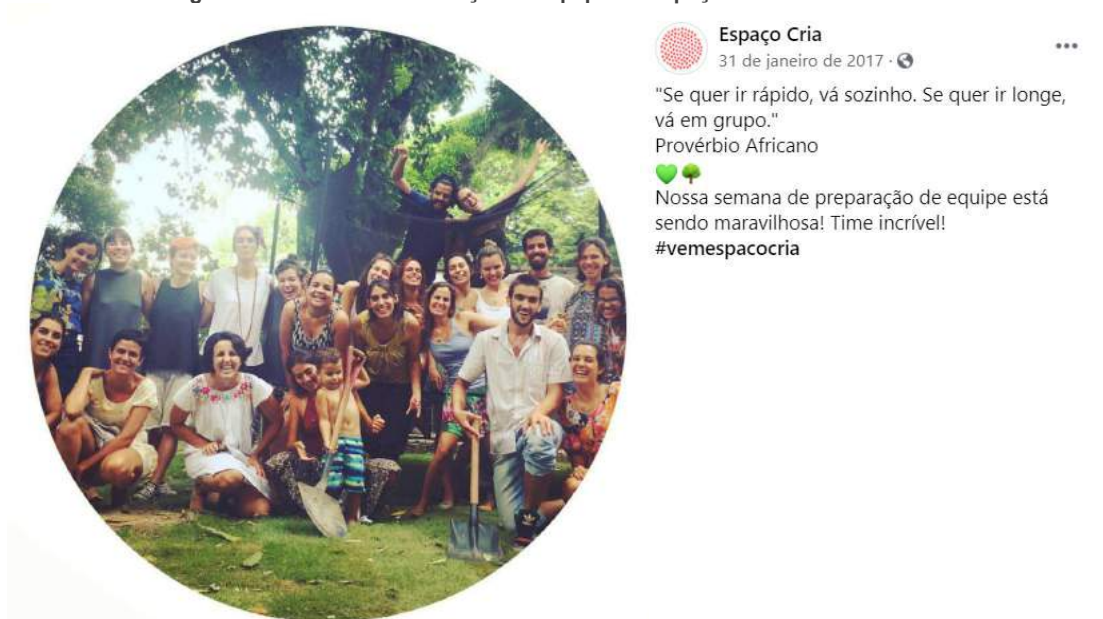 Espaço Cria
31 de janeiro de 2017 ·
"Se quer ir rápido, vá sozinho. Se quer ir longe,
vá em grupo."
Provérbio Africano
Nossa semana de preparação de equipe está
sendo maravilhosa! Time incrível!
#vemespacocria